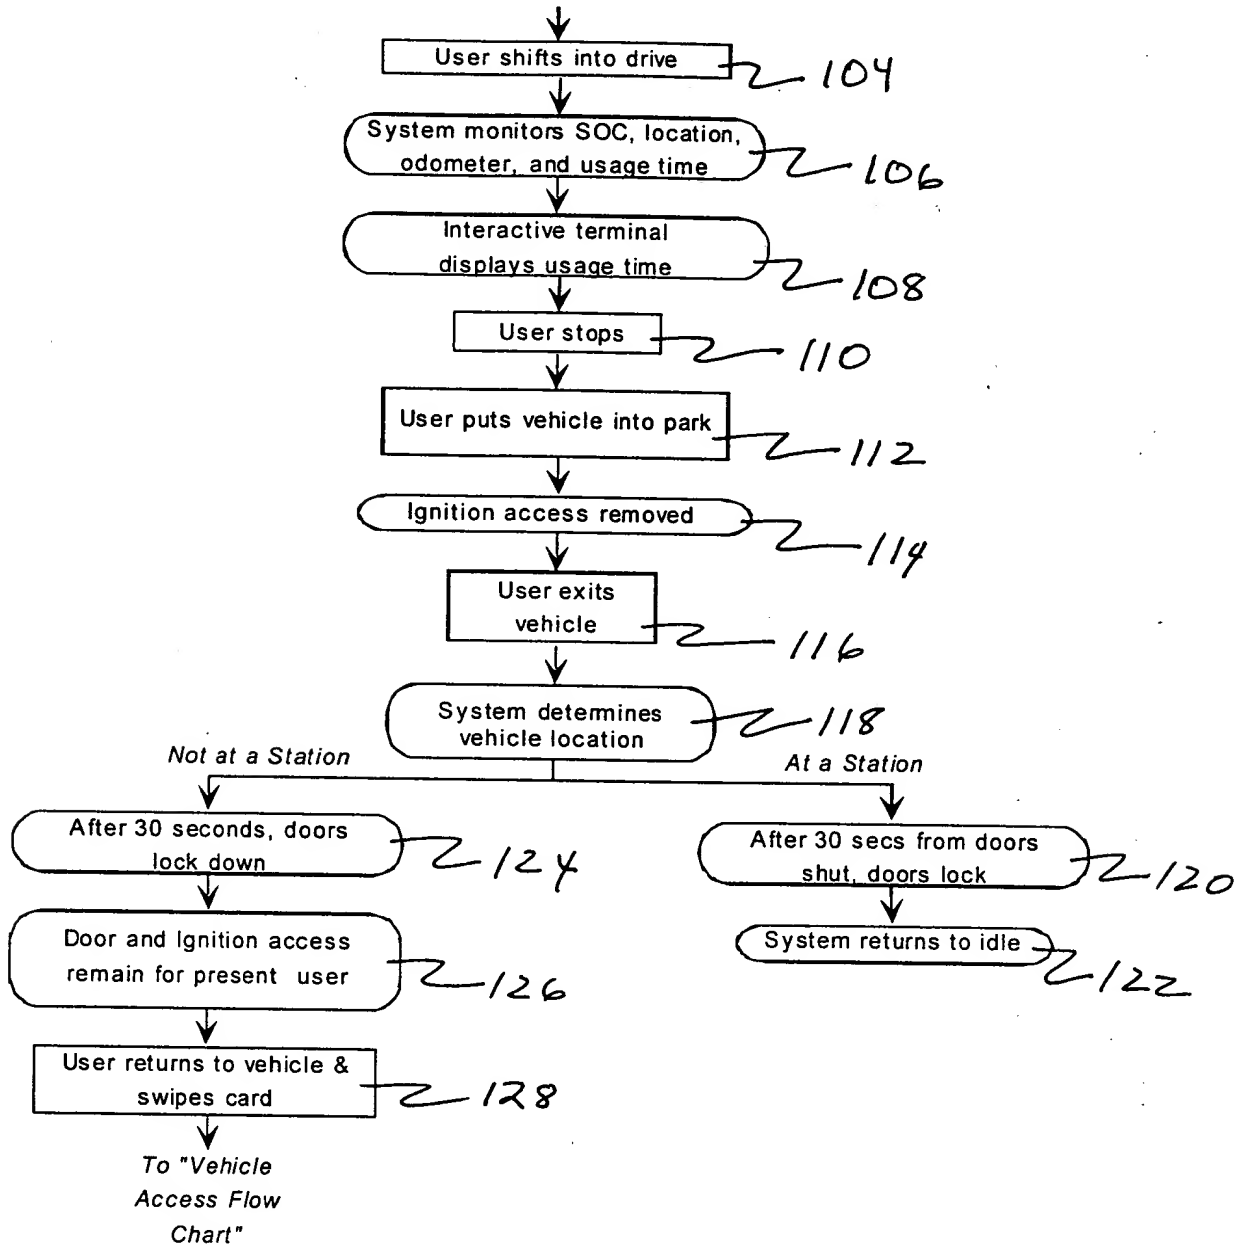 User shifts into drive
104
System monitors SOC, location,
odometer, and usage time
106
Interactive terminal
displays usage time
108
User stops
110
User puts vehicle into park
112
Ignition access removed
114
User exits
vehicle
116
System determines
vehicle location
118
Not at a Station
At a Station
After 30 seconds, doors
lock down
124
After 30 secs from doors
shut, doors lock
120
Door and Ignition access
remain for present user
126
System returns to idle
122
User returns to vehicle &
swipes card
128
To "Vehicle
Access Flow
Chart"